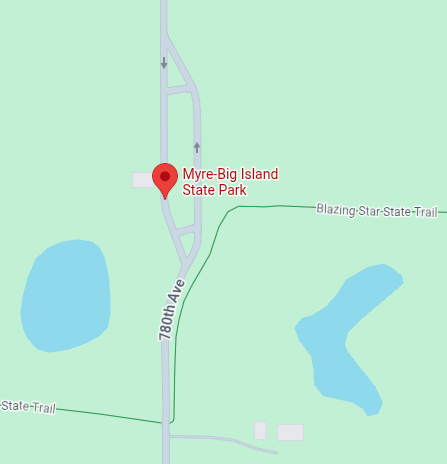 Myre-Big Island
State Park
Blazing-Star-State Trail
780th Ave
-State Trail